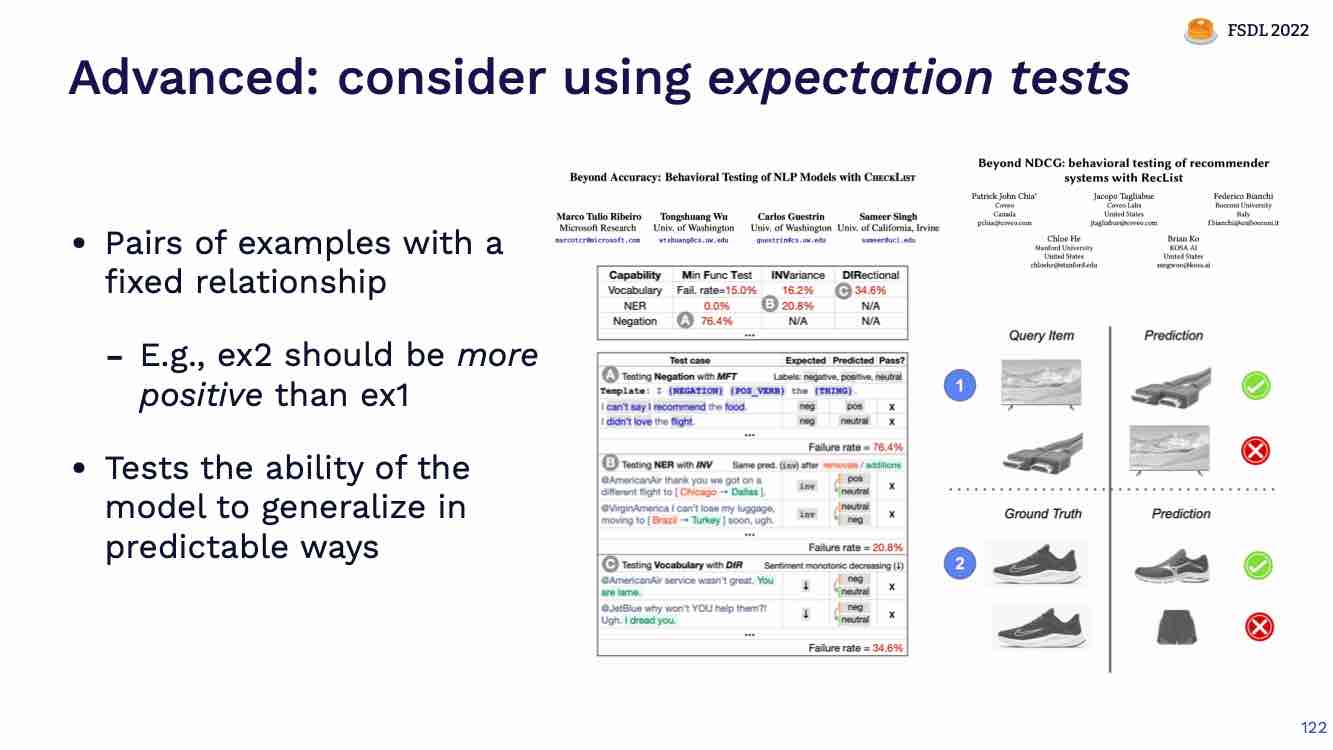 FSDL 2022
Advanced: consider using expectation tests
• Pairs of examples with a
fixed relationship
– E.g., ex2 should be more
positive than ex1
• Tests the ability of the
model to generalize in
predictable ways
Beyond Accuracy: Behavioral Testing of NLP Models with CHECKLIST
Marco Tulio Ribeiro Tongshuang Wu Carlos Guestrin Sameer Singh
Microsoft Research Univ. of Washington Univ. of Washington Univ. of California, Irvine
marcotcr@microsoft.com wtshuang@cs.uw.edu guestrin@cs.uw.edu sameer@uci.edu
Capability Min Func Test INVariance DIRectional
Vocabulary Fail. rate=15.0% 16.2% C 34.6%
NER 0.0% B 20.8% N/A
Negation A 76.4% N/A N/A
...
Test case Expected Predicted Pass?
A Testing Negation with MFT Labels: negative, positive, neutral
Template: I {NEGATION} {POS_VERB} the {THING}.
I can't say I recommend the food. neg pos X
I didn't love the flight. neg neutral X
...
Failure rate = 76.4%
B Testing NER with INV Same pred. (inv) after removals / additions
@AmericanAir thank you we got on a inv pos X
different flight to [ Chicago → Dallas ]. neutral
@VirginAmerica I can't lose my luggage, inv neutral X
moving to [ Brazil → Turkey ] soon, ugh. neg
...
Failure rate = 20.8%
C Testing Vocabulary with DIR Sentiment monotonic decreasing (↓)
@AmericanAir service wasn't great. You ↓ neg X
are lame. neutral
@JetBlue why won't YOU help them?! ↓ neg X
Ugh. I dread you. neutral
...
Failure rate = 34.6%
Beyond NDCG: behavioral testing of recommender
systems with RecList
Patrick John Chia* Jacopo Tagliabue Federico Bianchi
Coveo Coveo Labs Bocconi University
Canada United States Italy
pchia@coveo.com jtagliabue@coveo.com f.bianchi@unibocconi.it
Chloe He Brian Ko
Stanford University KOSA AI
United States United States
chloehe@stanford.edu sangwoo@kosa.ai
Query Item Prediction
1
Ground Truth Prediction
2
122